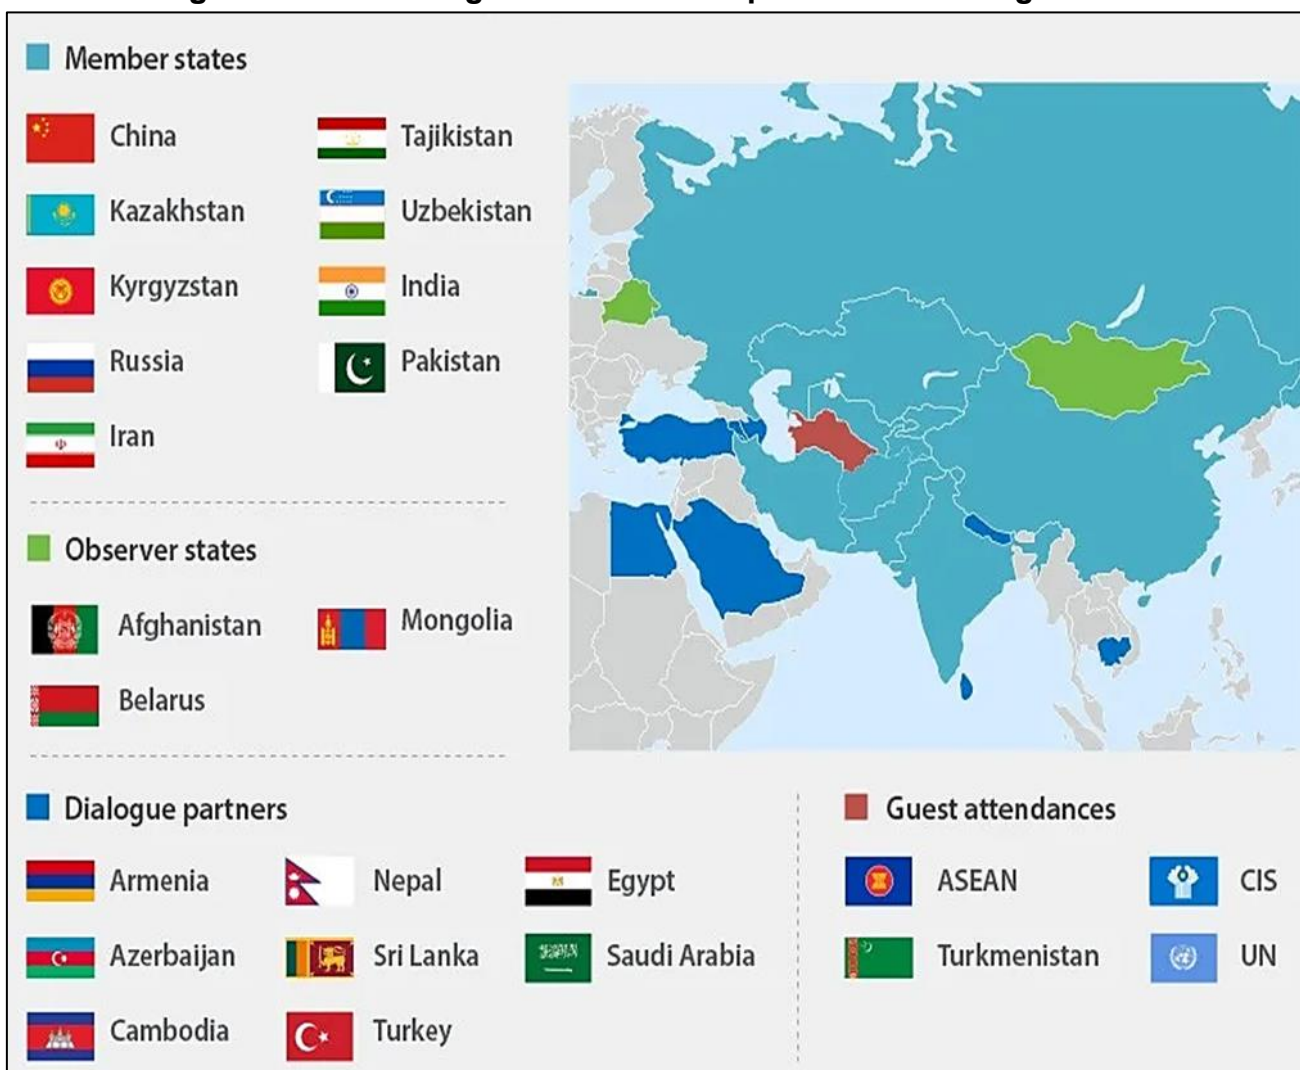 Member states
China
Tajikistan
Kazakhstan
Uzbekistan
Kyrgyzstan
India
Russia
Pakistan
Iran
Observer states
Afghanistan
Mongolia
Belarus
Dialogue partners
Armenia
Nepal
Egypt
Azerbaijan
Sri Lanka
Saudi Arabia
Cambodia
Turkey
Guest attendances
ASEAN
CIS
Turkmenistan
UN